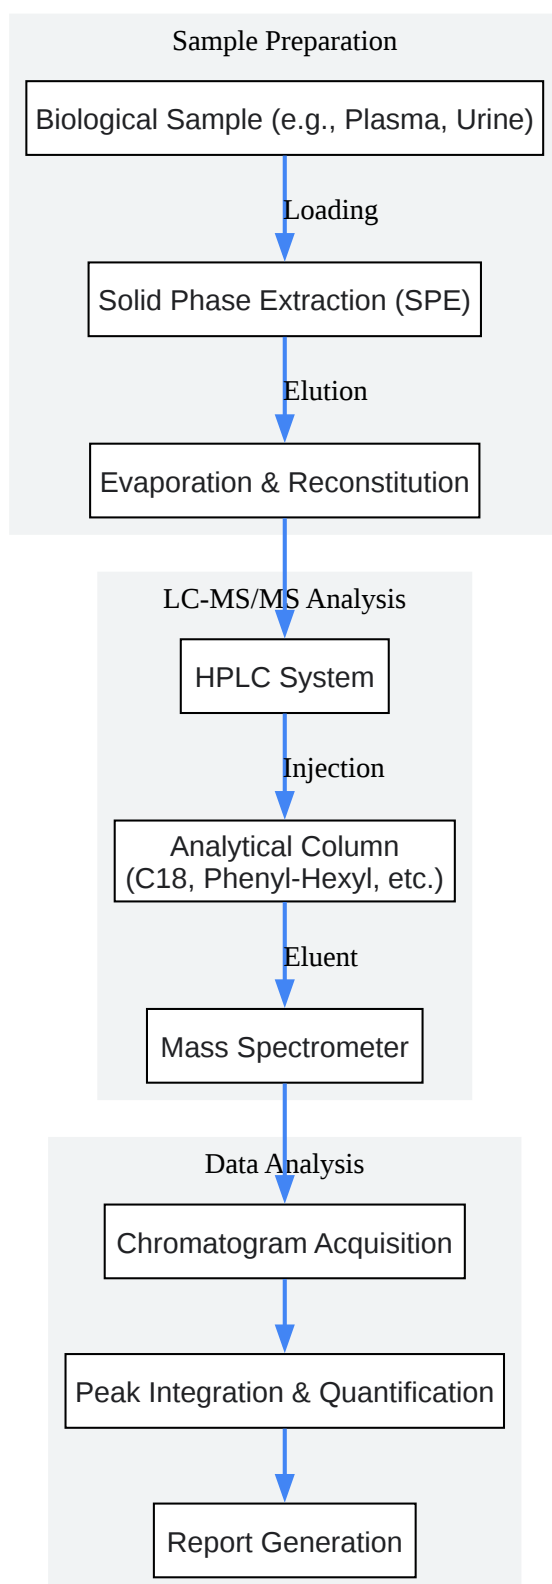 Sample Preparation
Biological Sample (e.g., Plasma, Urine)
Loading
Solid Phase Extraction (SPE)
Elution
Evaporation & Reconstitution
LC-MS/MS Analysis
HPLC System
Injection
Analytical Column
(C18, Phenyl-Hexyl, etc.)
Eluent
Mass Spectrometer
Data Analysis
Chromatogram Acquisition
Peak Integration & Quantification
Report Generation